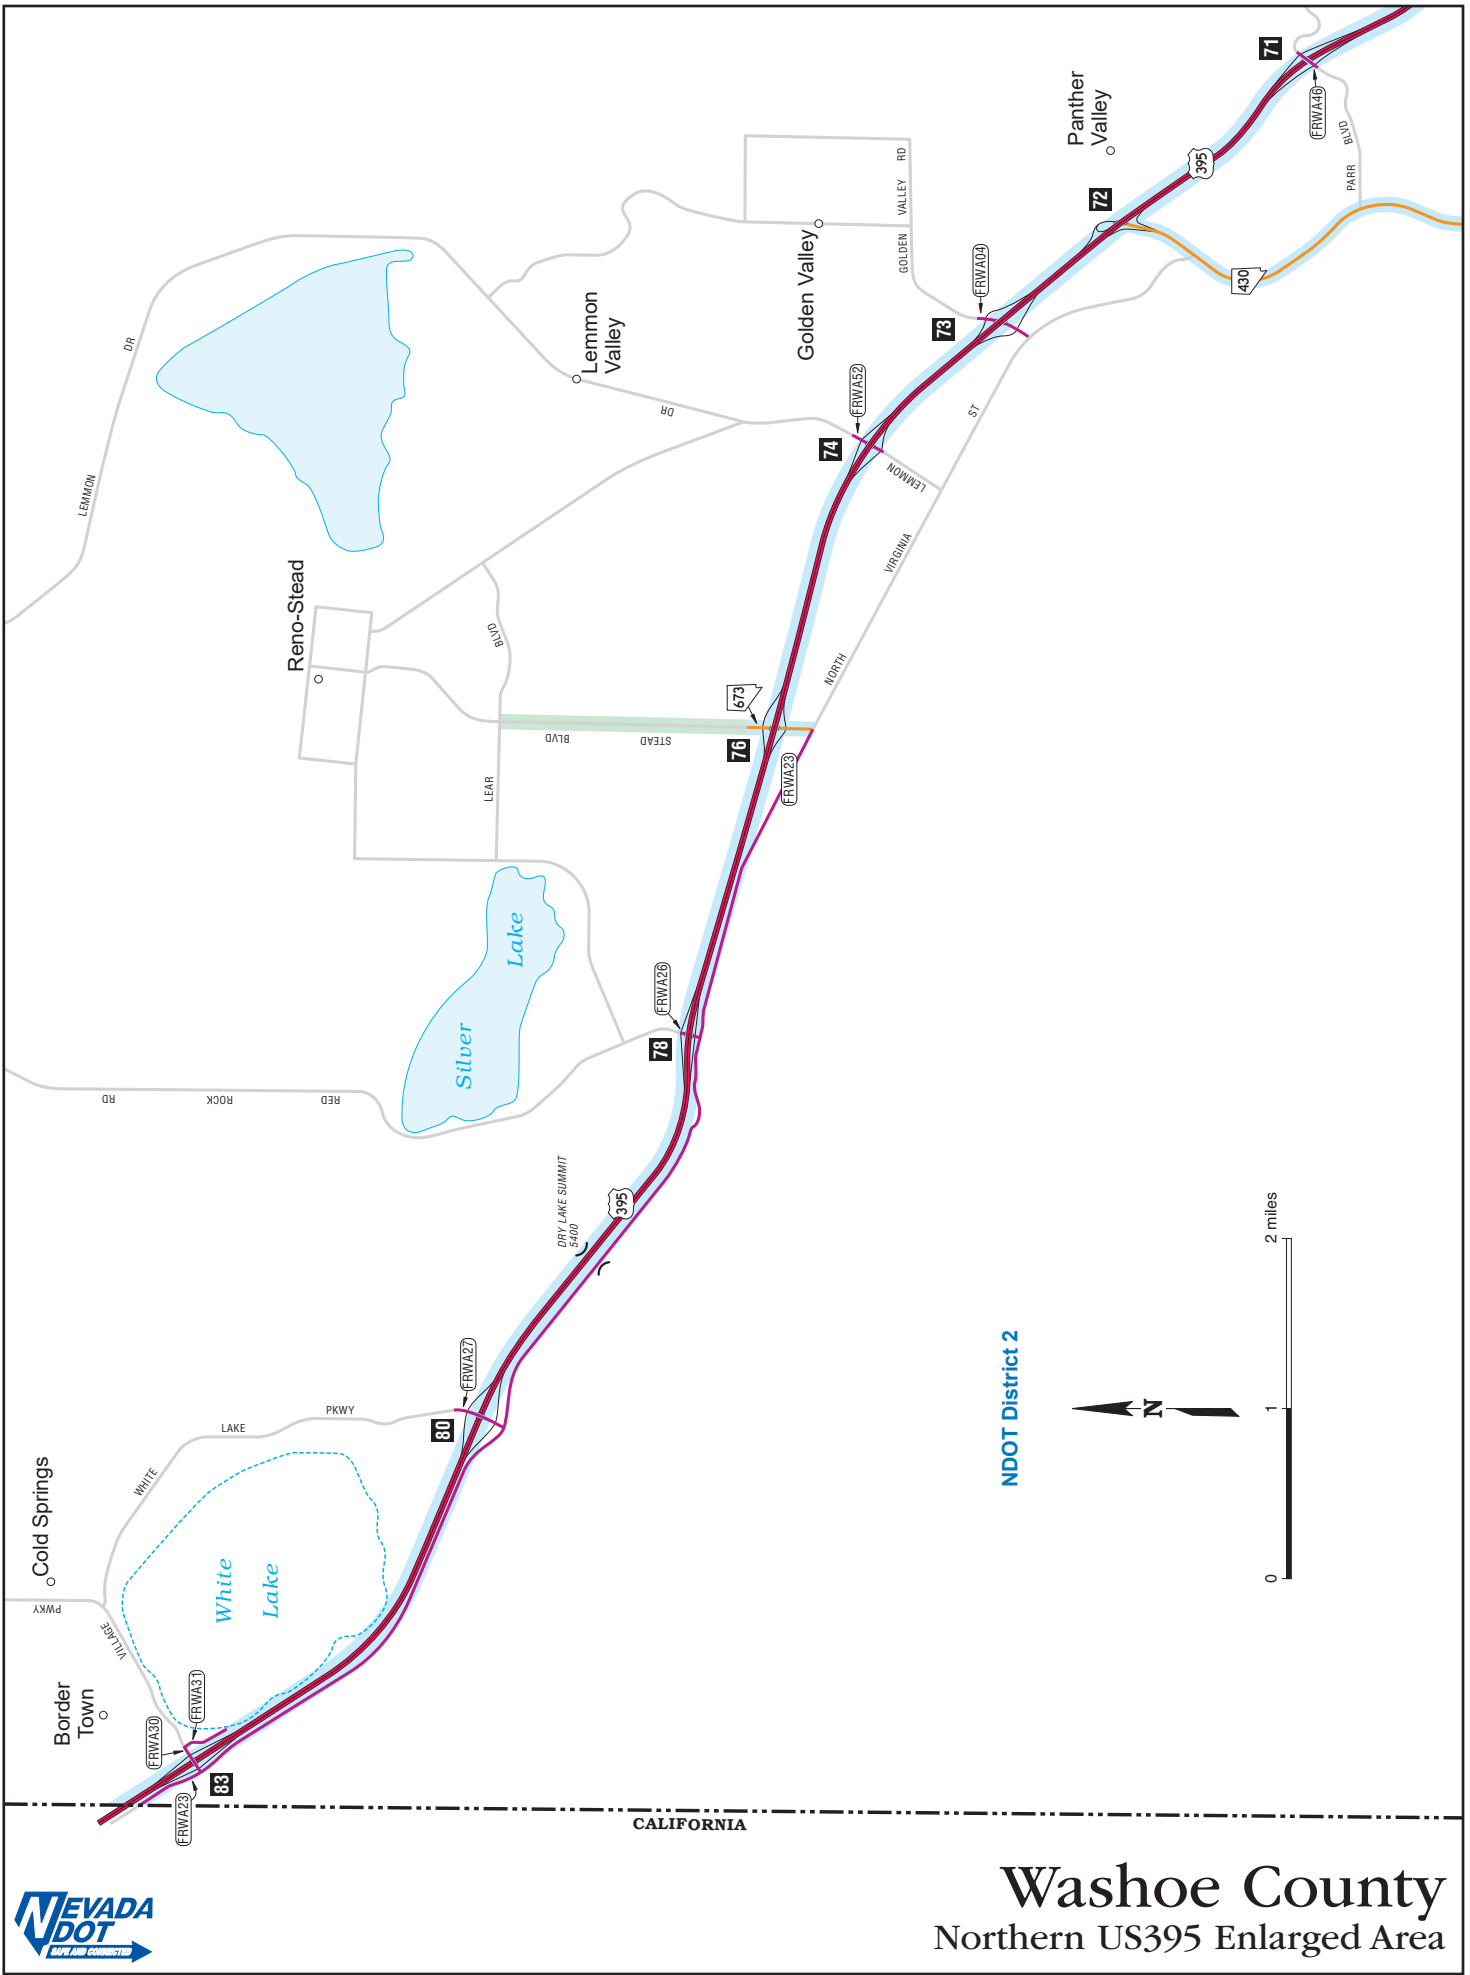 71
Panther
Valley
FRWA46
BLVD
PARR
395
72
RD
VALLEY
GOLDEN
FRWA04
430
Golden Valley
73
Lemmon
Valley
DR
DR
LEMMON
FRWA52
74
LEMMON
ST
VIRGINIA
NORTH
Reno-Stead
BLVD
LEAR
673
BLVD
STEAD
76
FRWA23
Silver
Lake
FRWA26
78
RD
ROCK
RED
DRY LAKE SUMMIT
5400
395
FRWA27
80
PKWY
LAKE
WHITE
Cold Springs
PWKY
VILLAGE
White
Lake
Border
Town
FRWA30
FRWA31
FRWA23
83
NDOT District 2
N
0
1
2 miles
CALIFORNIA
NEVADA
DOT
SAFE AND CONNECTED
Washoe County
Northern US395 Enlarged Area